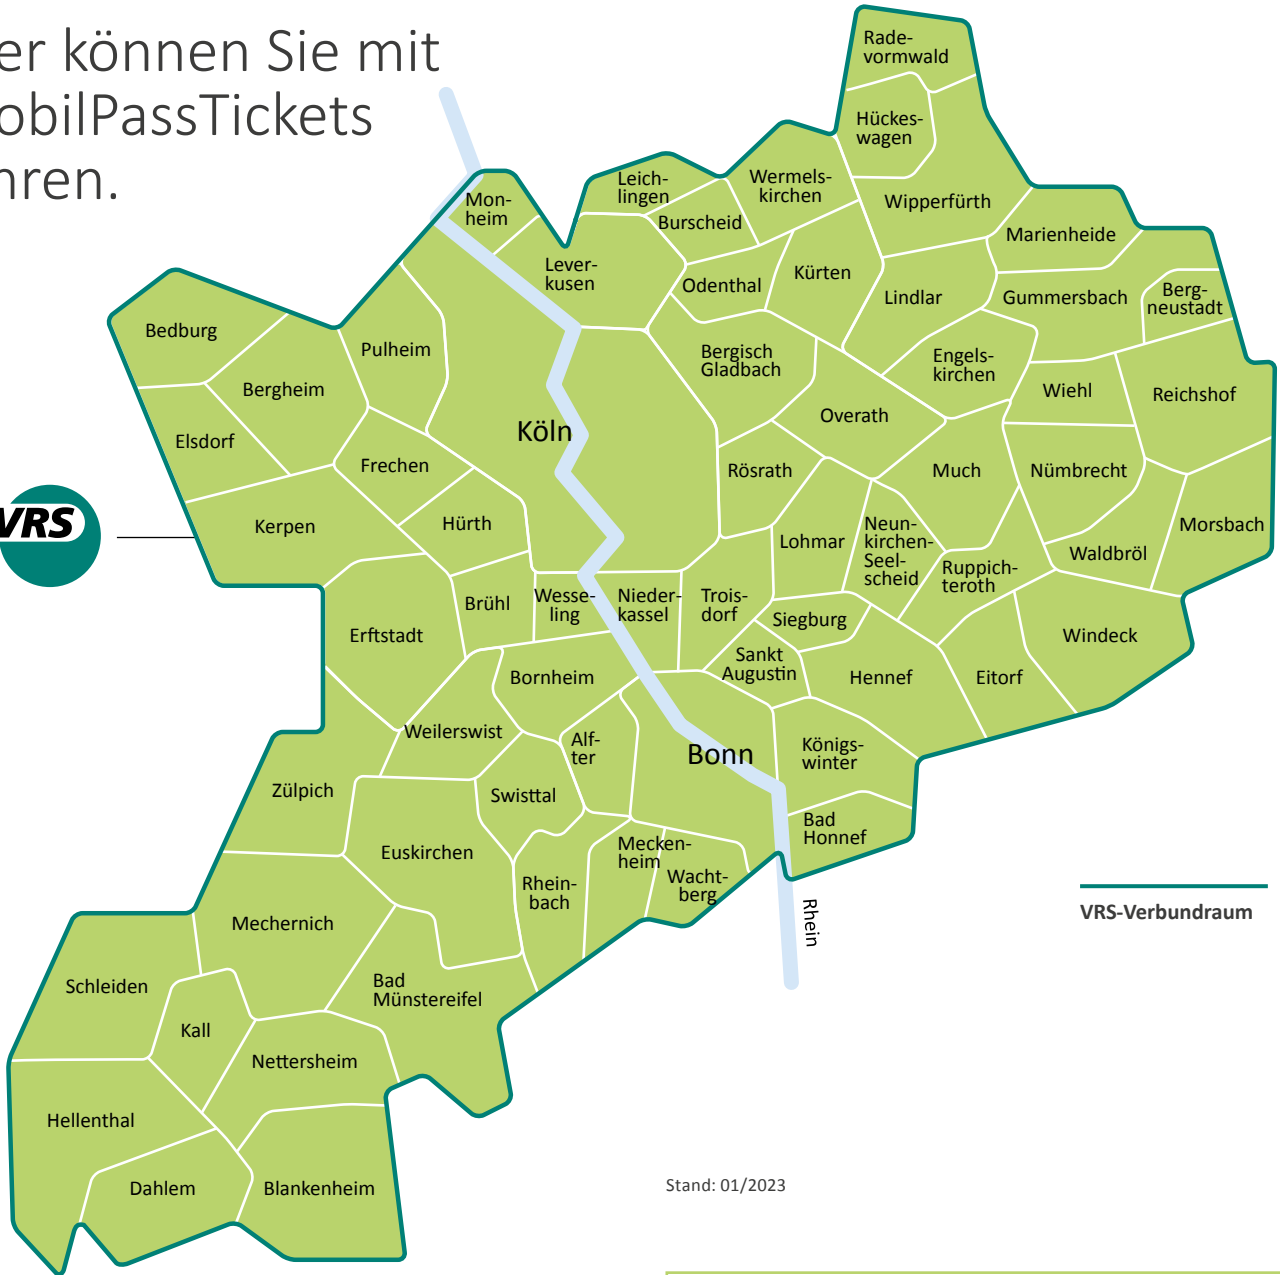 er können Sie mit
obilPassTickets
hren.
Rade-
vormwald
Hückes-
wagen
Leich-
lingen
Wermels-
kirchen
Mon-
heim
Burscheid
Wipperfürth
Marienheide
Lever-
kusen
Odenthal
Kürten
Lindlar
Gummersbach
Berg-
neustadt
Bedburg
Pulheim
Bergisch
Gladbach
Engels-
kirchen
Bergheim
Wiehl
Reichshof
Köln
Overath
Elsdorf
Frechen
Rösrath
Much
Nümbrecht
VRS
Kerpen
Hürth
Lohmar
Neun-
kirchen-
Seel-
scheid
Morsbach
Waldbröl
Ruppich-
teroth
Brühl
Wesse-
ling
Nieder-
kassel
Trois-
dorf
Siegburg
Erftstadt
Windeck
Bornheim
Sankt
Augustin
Hennef
Eitorf
Weilerswist
Alf-
ter
Bonn
Königs-
winter
Zülpich
Swisttal
Bad
Honnef
Euskirchen
Mecken-
heim
Rhein-
bach
Wacht-
berg
Rhein
VRS-Verbundraum
Mechernich
Schleiden
Bad
Münstereifel
Kall
Nettersheim
Hellenthal
Dahlem
Blankenheim
Stand: 01/2023